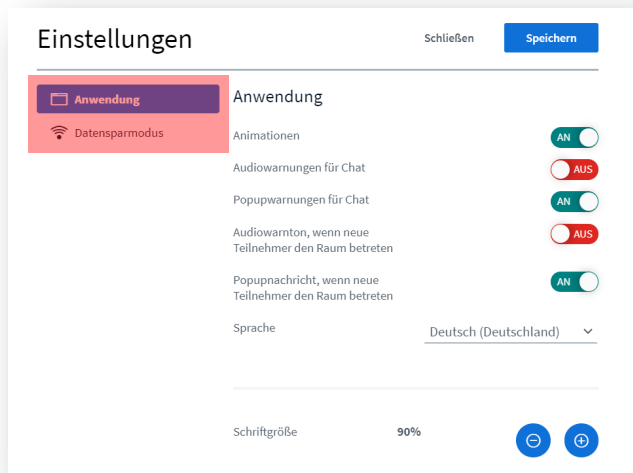 Einstellungen
Schließen
Speichern
Anwendung
Datensparmodus
Anwendung
Animationen
AN
Audiowarnungen für Chat
AUS
Popupwarnungen für Chat
AN
Audiowarnton, wenn neue
Teilnehmer den Raum betreten
AUS
Popupnachricht, wenn neue
Teilnehmer den Raum betreten
AN
Sprache
Deutsch (Deutschland)
Schriftgröße
90%